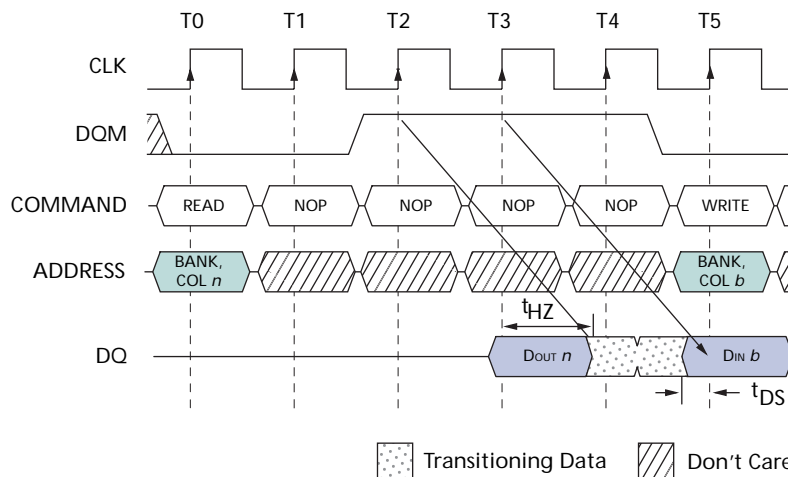 T0 T1 T2 T3 T4 T5
CLK
DQM
COMMAND READ NOP NOP NOP NOP WRITE
ADDRESS BANK, COL n BANK, COL b
tHZ
DQ DOUT n DIN b
tDS
Transitioning Data Don't Care